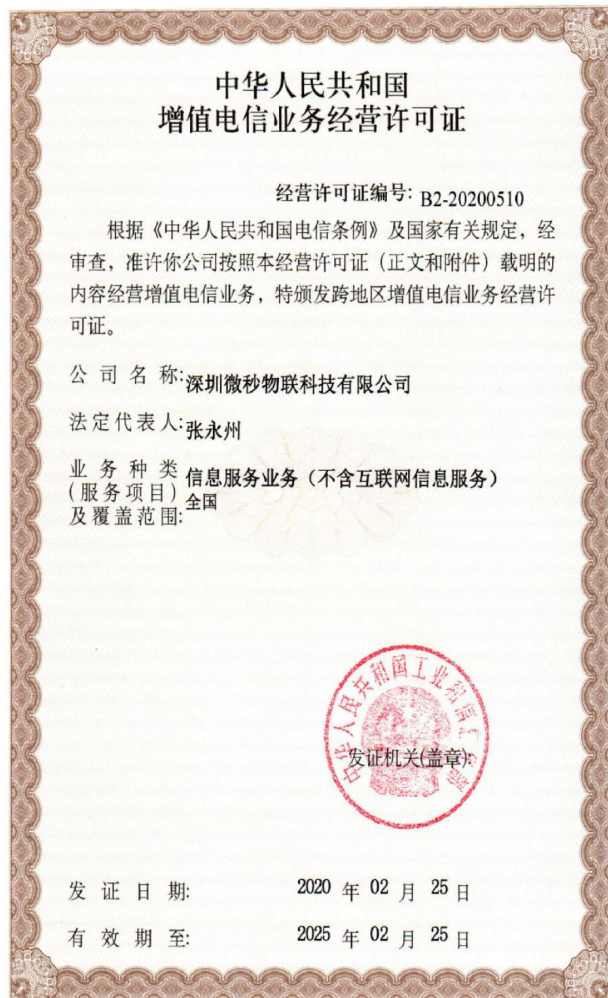 中华人民共和国
增值电信业务经营许可证
经营许可证编号: B2-20200510
根据《中华人民共和国电信条例》及国家有关规定，经
审查，准许你公司按照本经营许可证（正文和附件）载明的
内容经营增值电信业务，特颁发跨地区增值电信业务经营许
可证。
公司名称:深圳微秒物联科技有限公司
法定代表人:张永州
业务种类 信息服务业务（不含互联网信息服务）
(服务项目) 全国
及覆盖范围:
中华人民共和国工业和信息化部
发证机关(盖章):
发证日期: 2020 年 02 月 25 日
有效期至: 2025 年 02 月 25 日